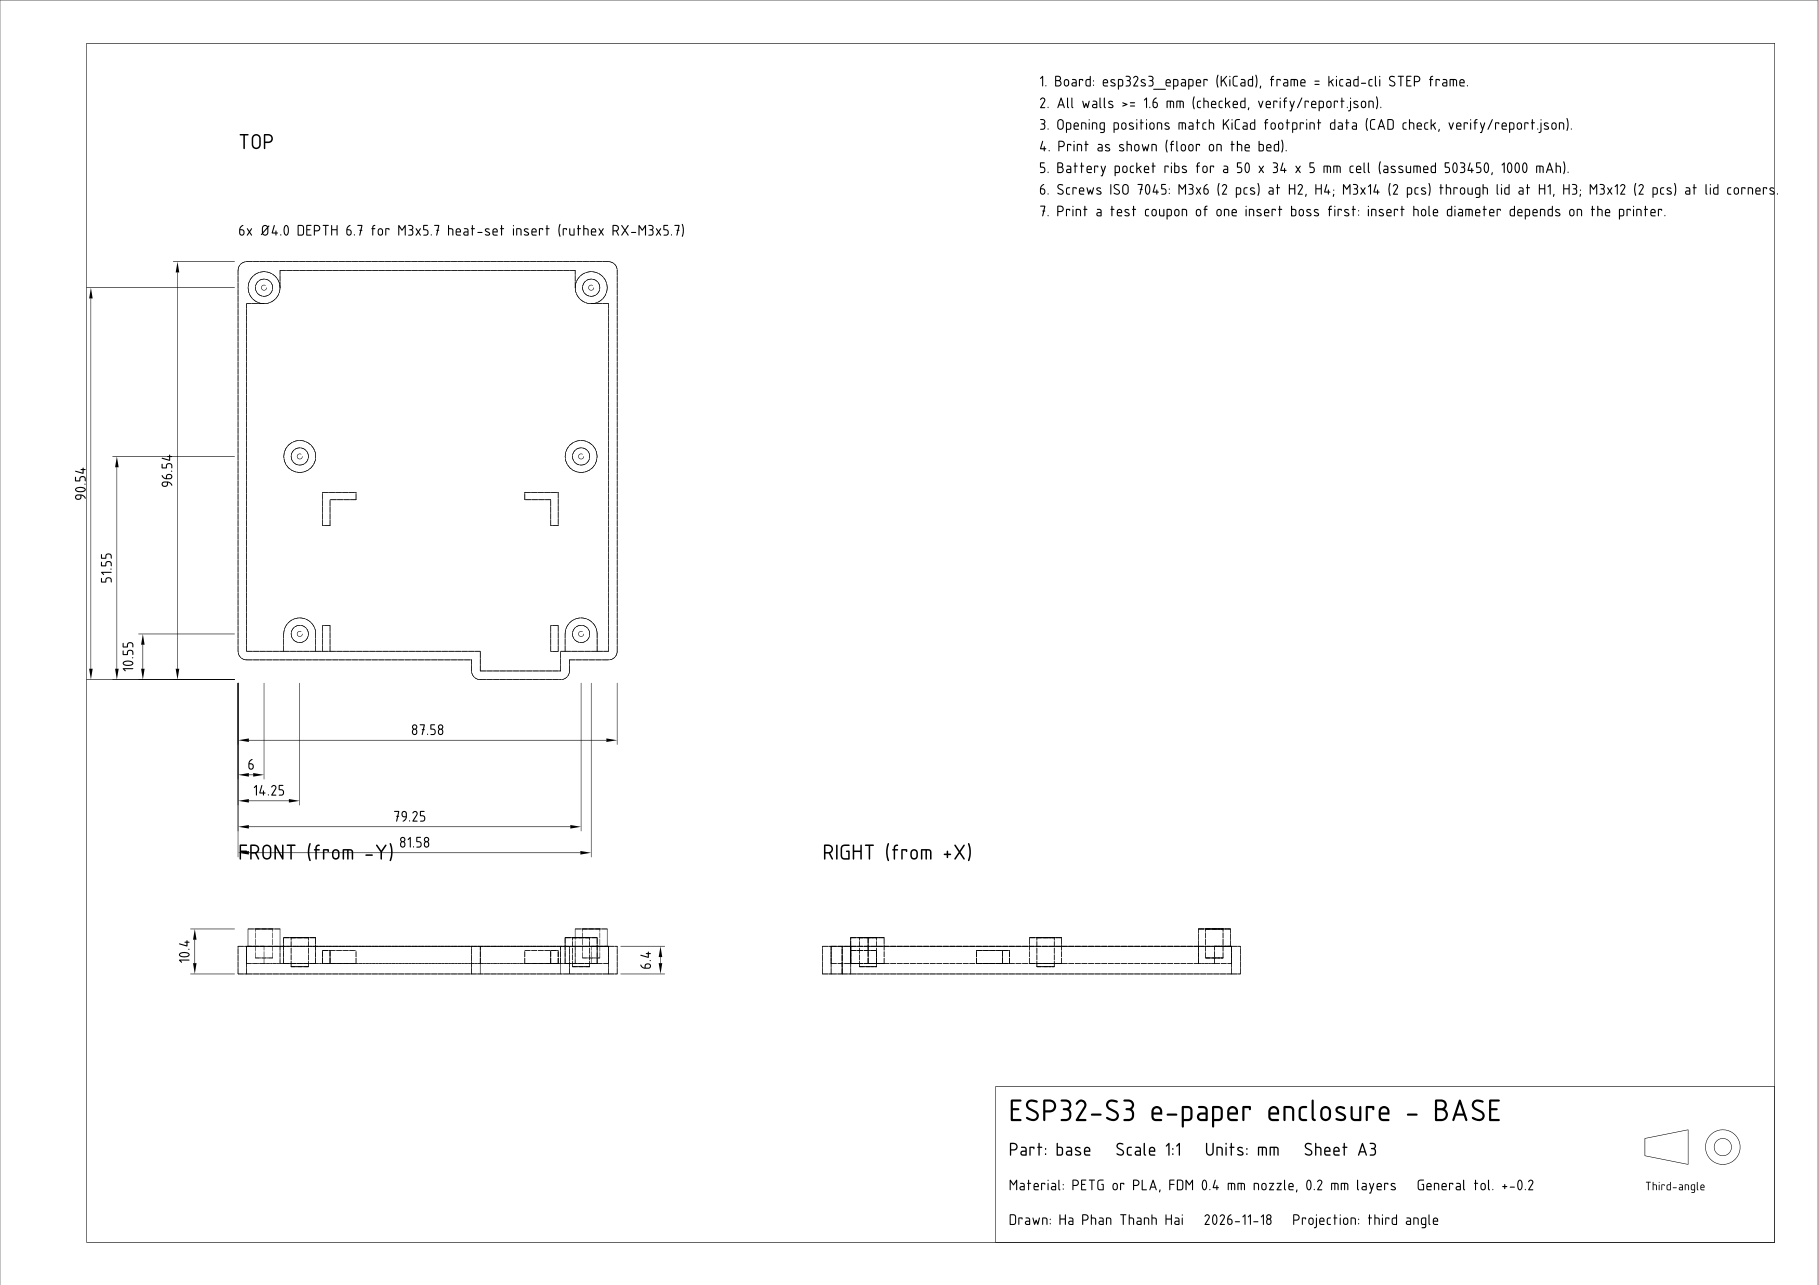 1. Board: esp32s3_epaper (KiCad), frame = kicad-cli STEP frame.
2. All walls >= 1.6 mm (checked, verify/report.json).
3. Opening positions match KiCad footprint data (CAD check, verify/report.json).
4. Print as shown (floor on the bed).
5. Battery pocket ribs for a 50 x 34 x 5 mm cell (assumed 503450, 1000 mAh).
6. Screws ISO 7045: M3x6 (2 pcs) at H2, H4; M3x14 (2 pcs) through lid at H1, H3; M3x12 (2 pcs) at lid corners.
7. Print a test coupon of one insert boss first: insert hole diameter depends on the printer.
TOP
6x Ø4.0 DEPTH 6.7 for M3x5.7 heat-set insert (ruthex RX-M3x5.7)
90.54
51.55
10.55
96.54
87.58
6
14.25
79.25
81.58
FRONT (from -Y)
RIGHT (from +X)
10.4
6.4
ESP32-S3 e-paper enclosure - BASE
Part: base Scale 1:1 Units: mm Sheet A3
Material: PETG or PLA, FDM 0.4 mm nozzle, 0.2 mm layers General tol. +-0.2
Drawn: Ha Phan Thanh Hai 2026-11-18 Projection: third angle
Third-angle